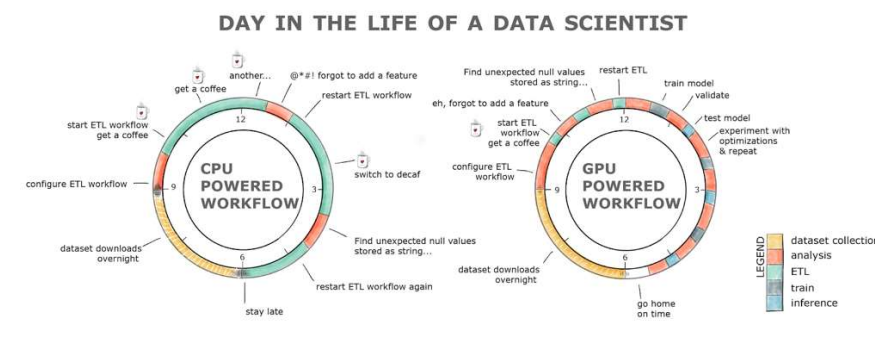 DAY IN THE LIFE OF A DATA SCIENTIST
another...
get a coffee
@*#! forgot to add a feature
restart ETL workflow
start ETL workflow
get a coffee
12
switch to decaf
configure ETL workflow
9
CPU
POWERED
WORKFLOW
3
dataset downloads
overnight
6
Find unexpected null values
stored as string...
restart ETL workflow again
stay late
Find unexpected null values
stored as string...
restart ETL
train model
validate
eh, forgot to add a feature
test model
start ETL
workflow
get a coffee
12
experiment with
optimizations
& repeat
configure ETL
workflow
9
GPU
POWERED
WORKFLOW
3
dataset downloads
overnight
6
go home
on time
LEGEND
dataset collection
analysis
ETL
train
inference